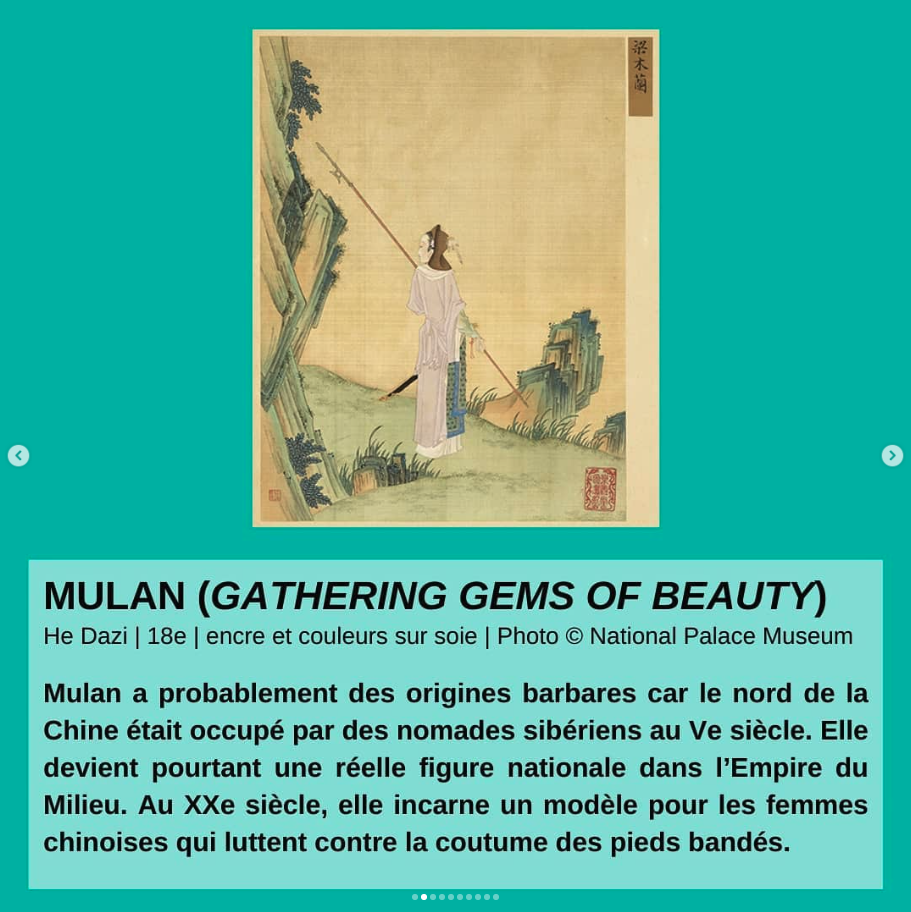 梁木蘭
MULAN (GATHERING GEMS OF BEAUTY)
He Dazi | 18e | encre et couleurs sur soie | Photo © National Palace Museum
Mulan a probablement des origines barbares car le nord de la
Chine était occupé par des nomades sibériens au Ve siècle. Elle
devient pourtant une réelle figure nationale dans l’Empire du
Milieu. Au XXe siècle, elle incarne un modèle pour les femmes
chinoises qui luttent contre la coutume des pieds bandés.